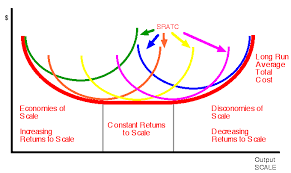 $
SRATC
Long Run
Average
Total
Cost
Economies of
Scale
Increasing
Returns to Scale
Constant Returns
to Scale
Diseconomies of
Scale
Decreasing
Returns to Scale
Output
SCALE